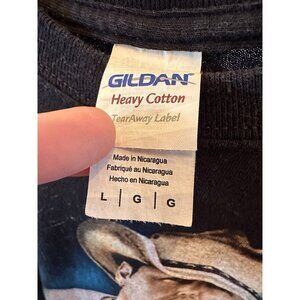 GILDAN
Heavy Cotton
TearAway Label
Made in Nicaragua
Fabriqué au Nicaragua
Hecho en Nicaragua
L | G | G